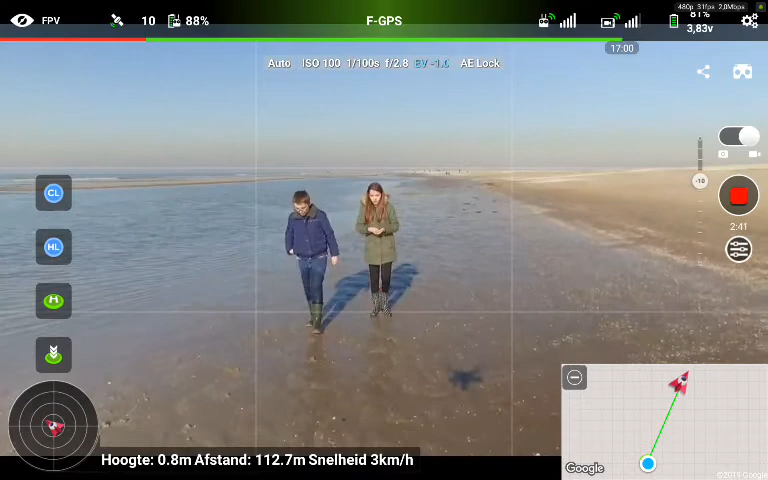 480p 31fps 2,0Mbps
FPV 10 88% F-GPS 81%
3,83v
17:00
Auto ISO 100 1/100s f/2.8 EV -1.0 AE Lock
-10
CL
2:41
HL
H
Hoogte: 0.8m Afstand: 112.7m Snelheid 3km/h
Google
©2019 Google